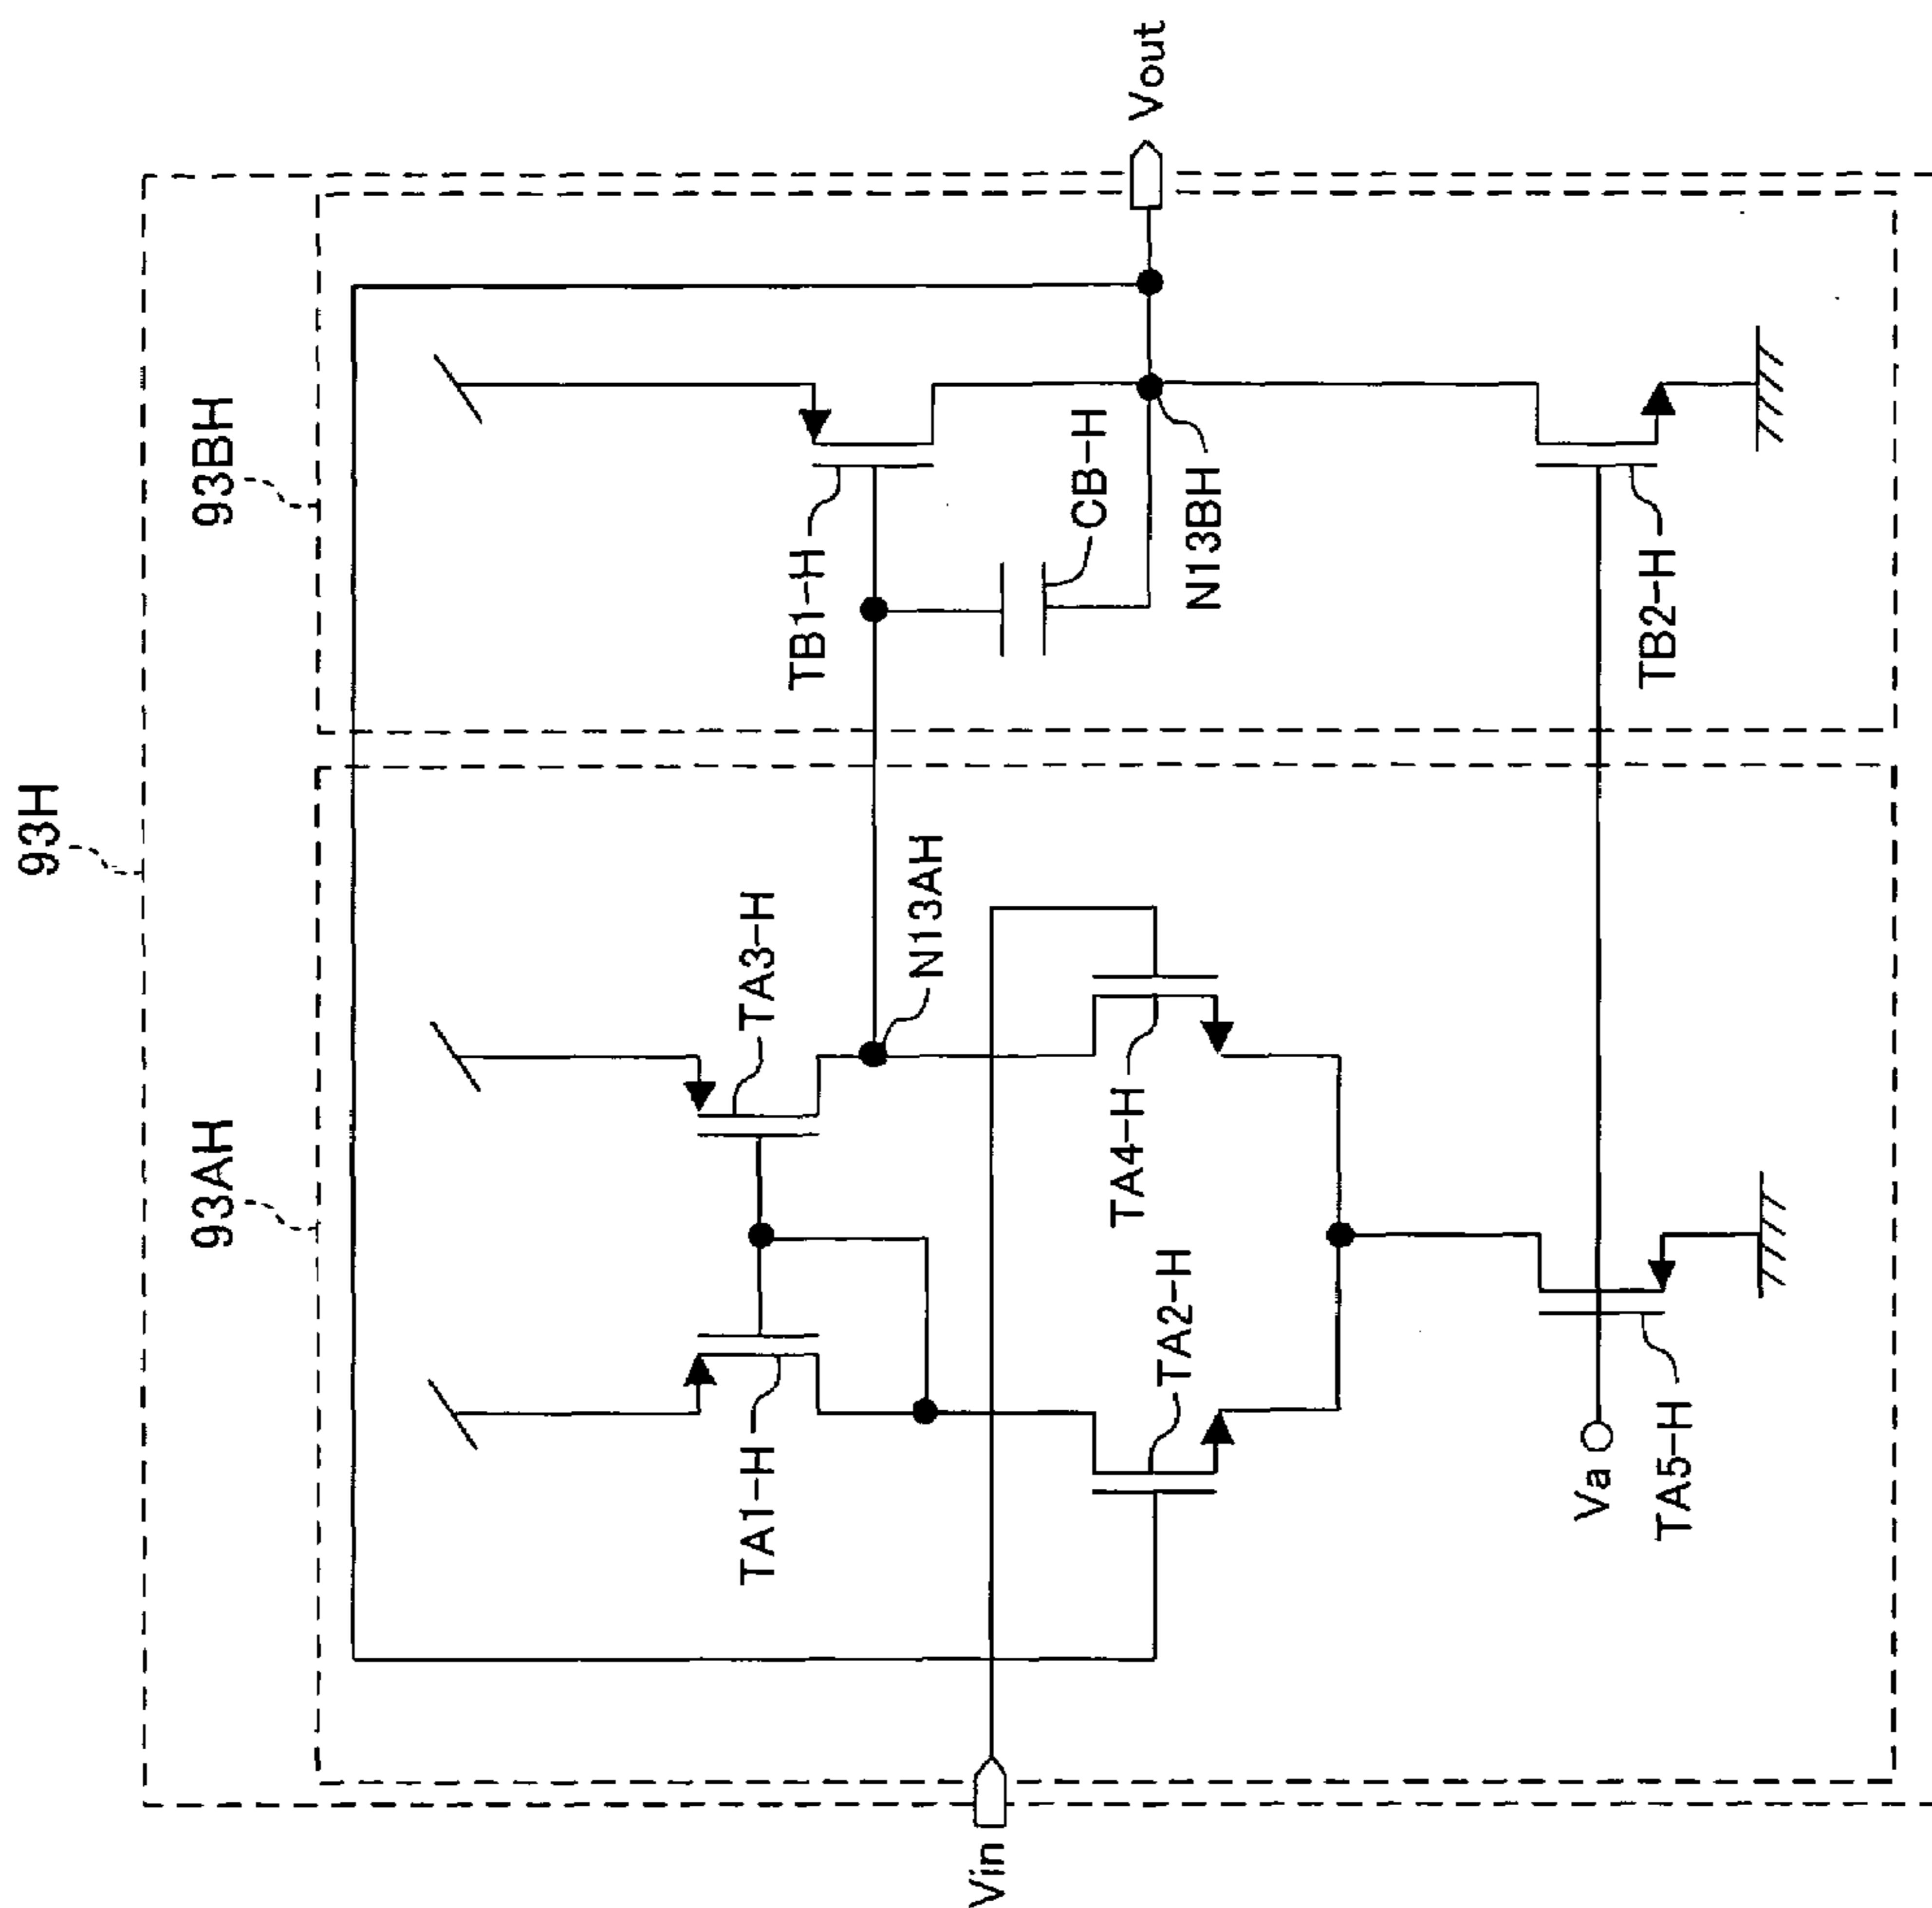 93H
93AH
93BH
TA1-H
TA3-H
TB1-H
N13AH
CB-H
Vin
Vout
TA2-H
TA4-H
N13BH
Va
TA5-H
TB2-H